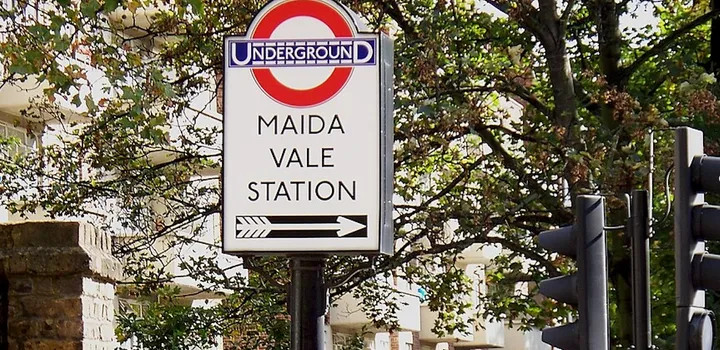 UNDERGROUND
MAIDA
VALE
STATION